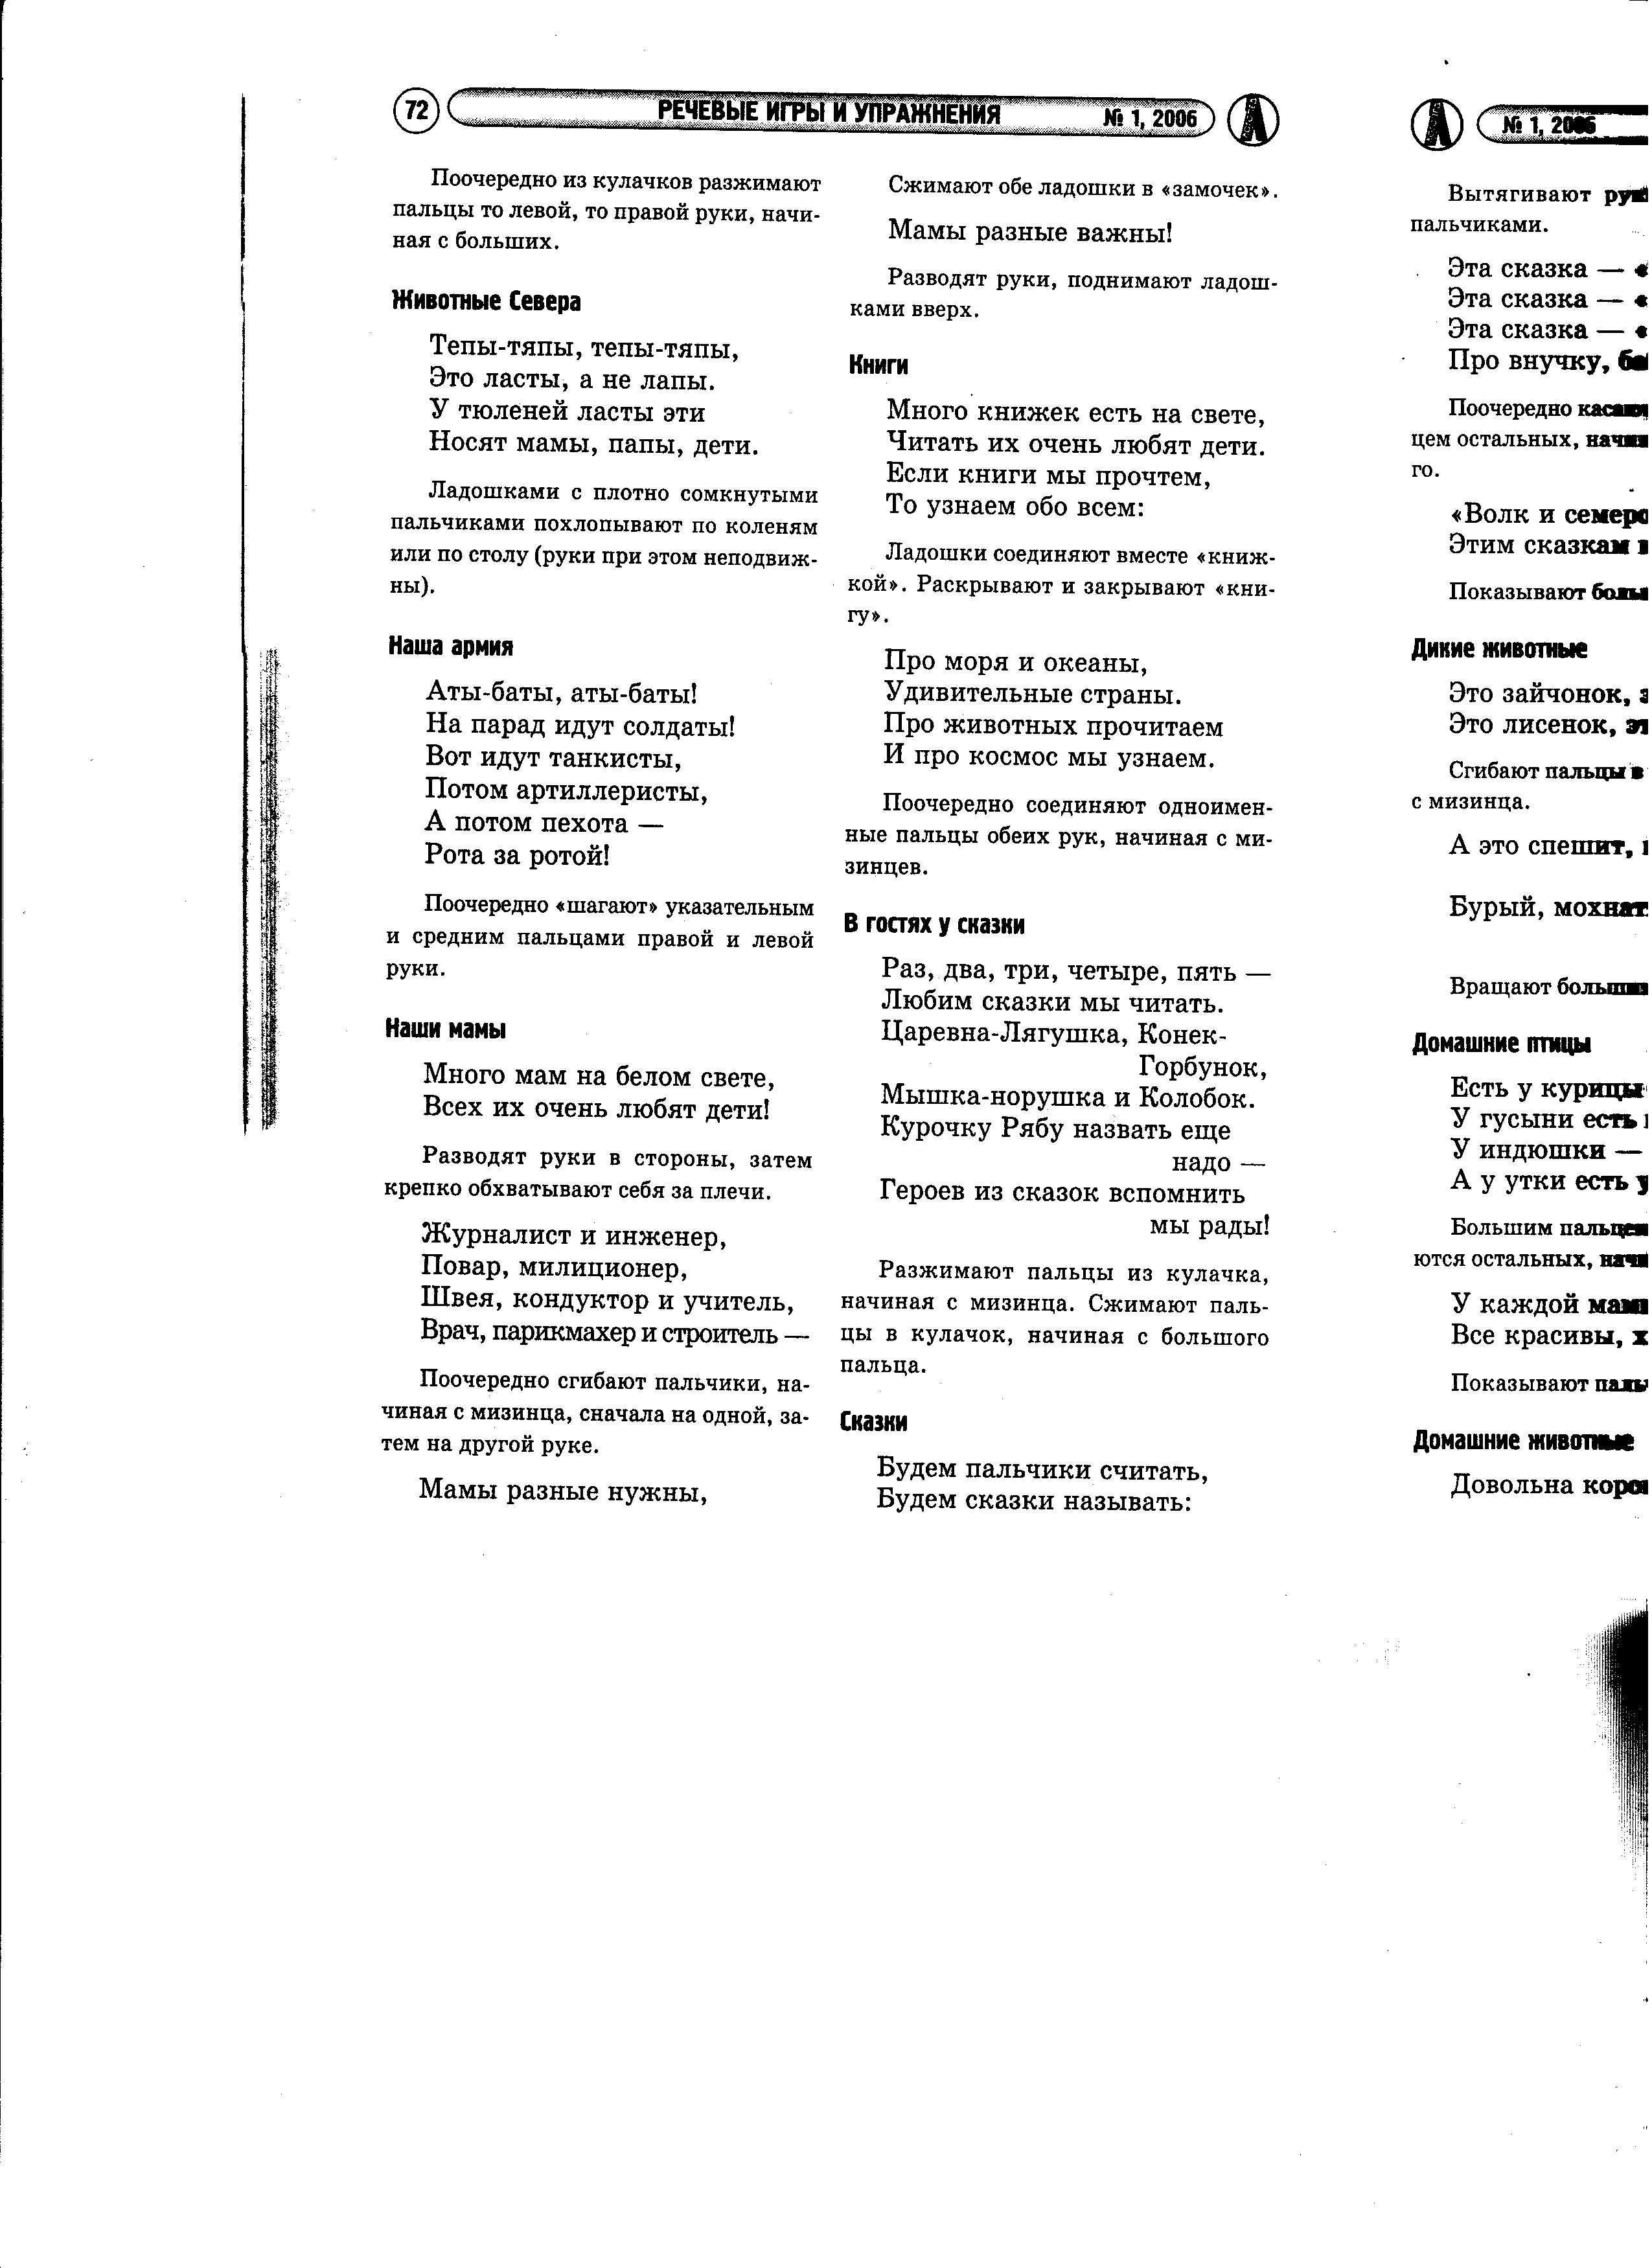 72 РЕЧЕВЫЕ ИГРЫ И УПРАЖНЕНИЯ № 1, 2006
Поочередно из кулачков разжимают
пальцы то левой, то правой руки, начи-
ная с больших.
Животные Севера
Тепы-тяпы, тепы-тяпы,
Это ласты, а не лапы.
У тюленей ласты эти
Носят мамы, папы, дети.
Ладошками с плотно сомкнутыми
пальчиками похлопывают по коленям
или по столу (руки при этом неподвиж-
ны).
Наша армия
Аты-баты, аты-баты!
На парад идут солдаты!
Вот идут танкисты,
Потом артиллеристы,
А потом пехота —
Рота за ротой!
Поочередно «шагают» указательным
и средним пальцами правой и левой
руки.
Наши мамы
Много мам на белом свете,
Всех их очень любят дети!
Разводят руки в стороны, затем
крепко обхватывают себя за плечи.
Журналист и инженер,
Повар, милиционер,
Швея, кондуктор и учитель,
Врач, парикмахер и строитель —
Поочередно сгибают пальчики, на-
чиная с мизинца, сначала на одной, за-
тем на другой руке.
Мамы разные нужны,
Сжимают обе ладошки в «замочек».
Мамы разные важны!
Разводят руки, поднимают ладош-
ками вверх.
Книги
Много книжек есть на свете,
Читать их очень любят дети.
Если книги мы прочтем,
То узнаем обо всем:
Ладошки соединяют вместе «книж-
кой». Раскрывают и закрывают «кни-
гу».
Про моря и океаны,
Удивительные страны.
Про животных прочитаем
И про космос мы узнаем.
Поочередно соединяют одноимен-
ные пальцы обеих рук, начиная с ми-
зинцев.
В гостях у сказки
Раз, два, три, четыре, пять —
Любим сказки мы читать.
Царевна-Лягушка, Конек-
Горбунок,
Мышка-норушка и Колобок.
Курочку Рябу назвать еще
надо —
Героев из сказок вспомнить
мы рады!
Разжимают пальцы из кулачка,
начиная с мизинца. Сжимают паль-
цы в кулачок, начиная с большого
пальца.
Сказки
Будем пальчики считать,
Будем сказки называть:
№ 1, 2006
Вытягивают
пальчиками.
Эта сказка — «
Эта сказка — «
Эта сказка — «
Про внучку,
Поочередно
цем остальных,
го.
«Волк и
Этим сказкам
Показывают
Дикие животные
Это зайчонок,
Это лисенок,
Сгибают пальцы в
с мизинца.
А это спешит,
Бурый,
Вращают
Домашние птицы
Есть у курицы
У гусыни есть
У индюшки —
А у утки есть
Большим
ются остальных,
У каждой
Все красивы,
Показывают
Домашние животные
Довольна